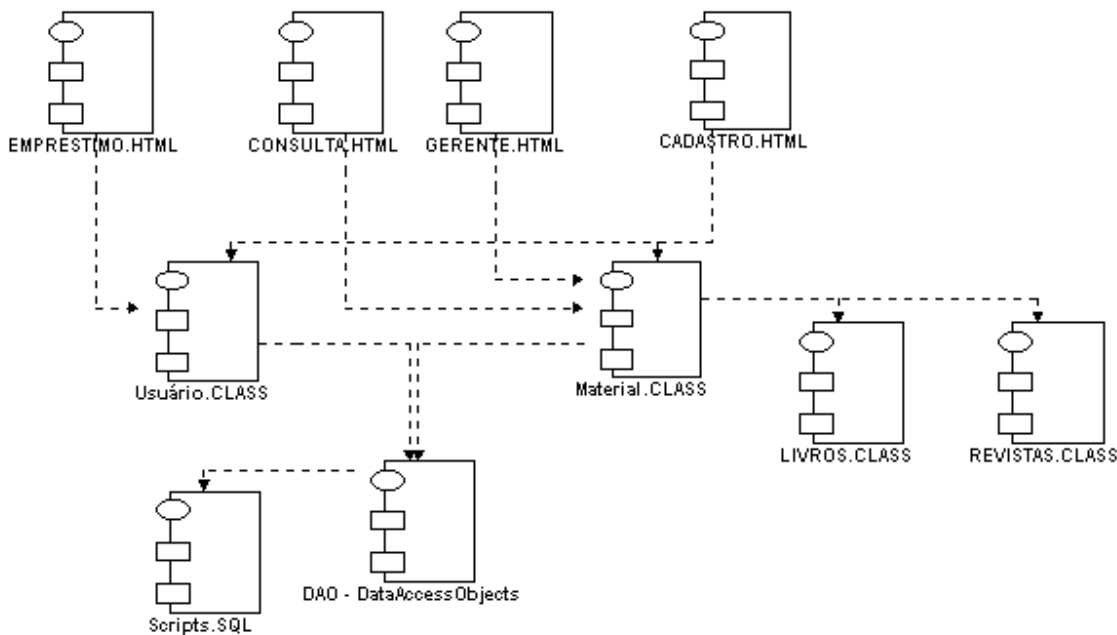 EMPRESTIMO.HTML
CONSULTA.HTML
GERENTE.HTML
CADASTRO.HTML
Usuário.CLASS
Material.CLASS
LIVROS.CLASS
REVISTAS.CLASS
DAO - DataAccessObjects
Scripts.SQL